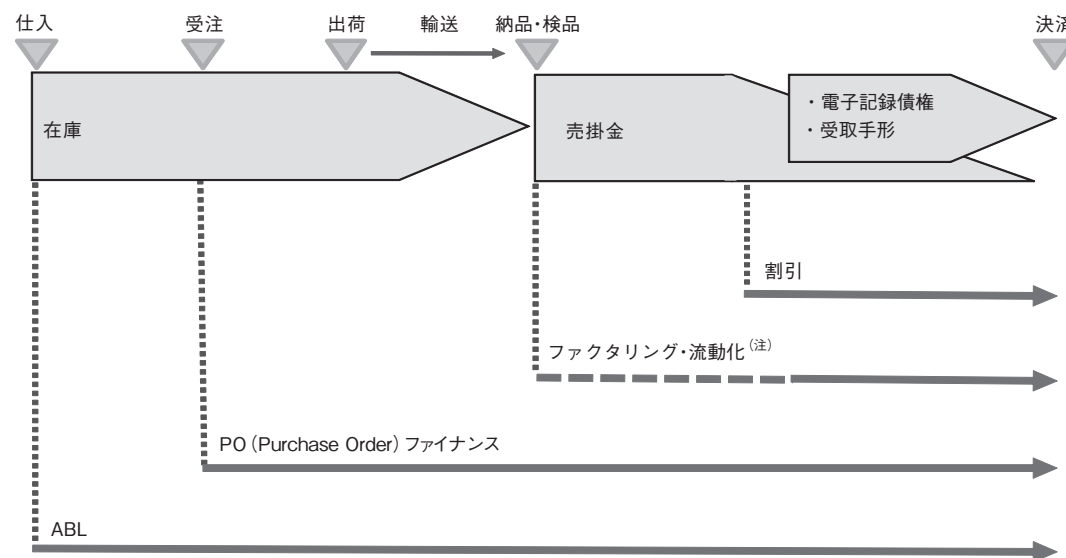 仕入
受注
出荷
輸送
納品・検品
決済
在庫
売掛金
・電子記録債権
・受取手形
割引
ファクタリング・流動化(注)
PO(Purchase Order)ファイナンス
ABL